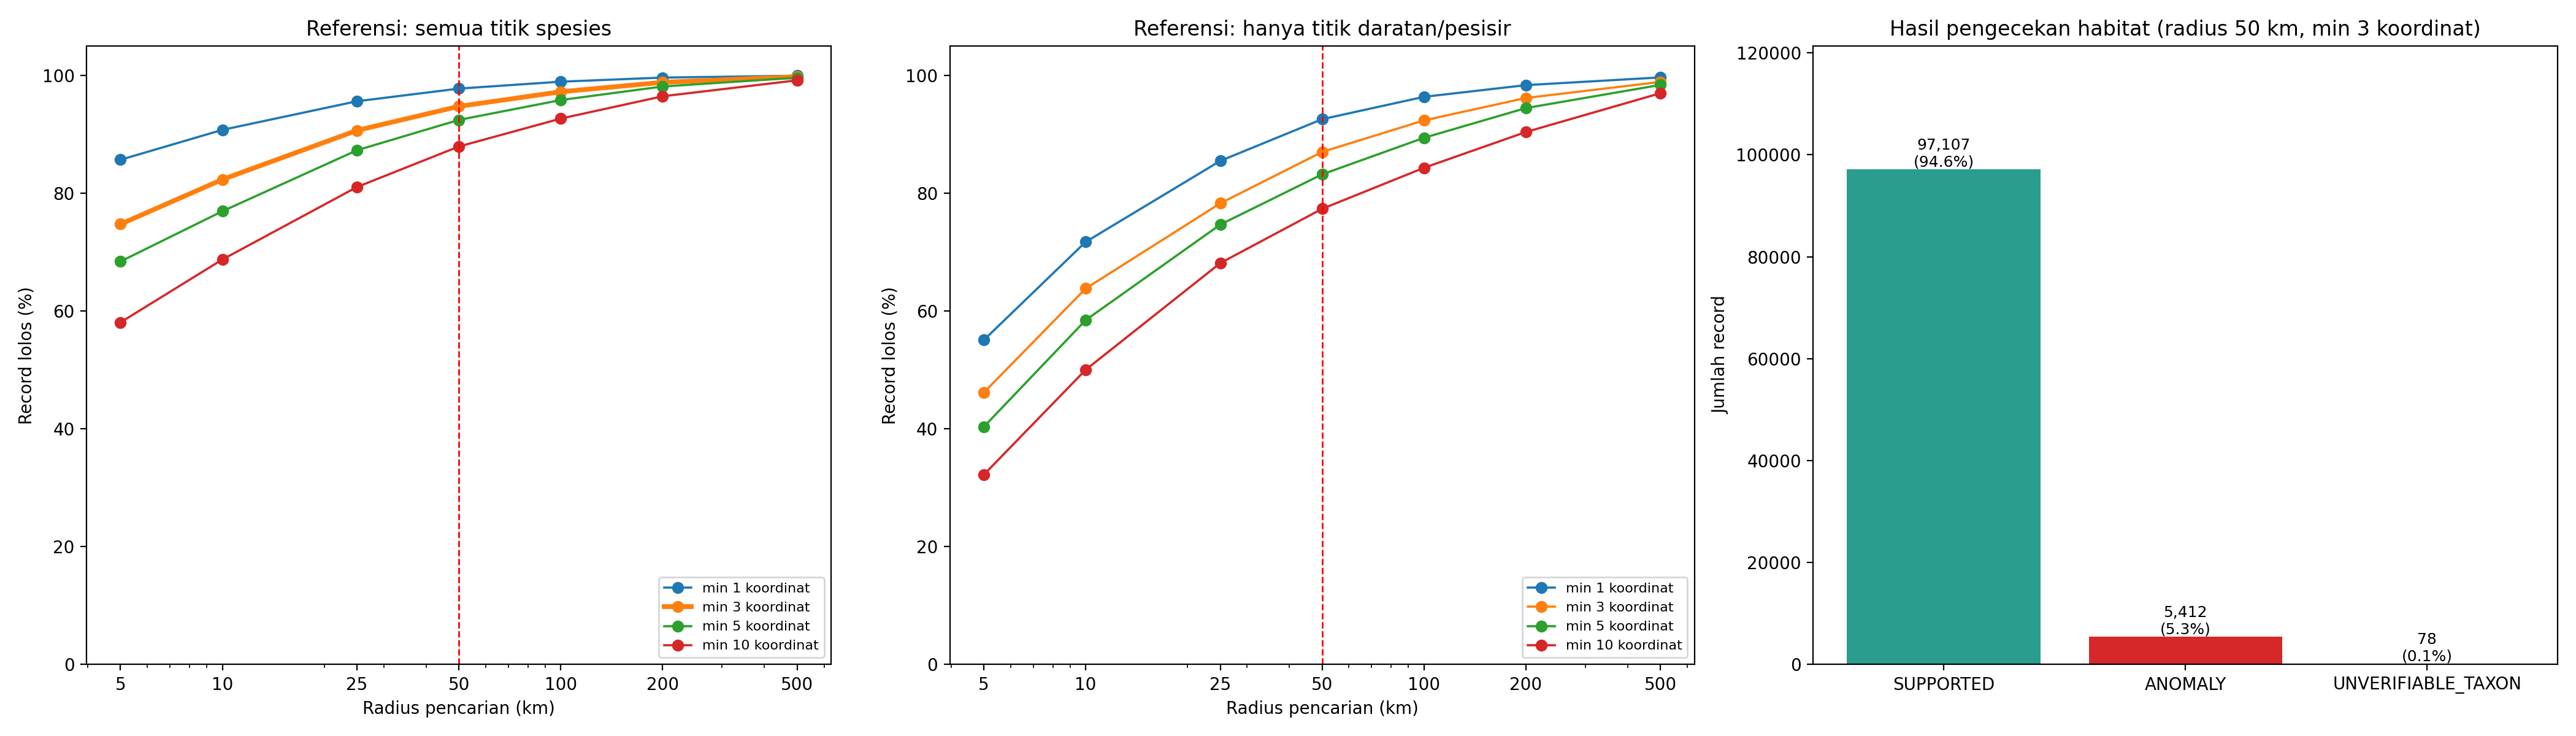 Referensi: semua titik spesies
Record lolos (%)
100
80
60
40
20
0
5 10 25 50 100 200 500
Radius pencarian (km)
min 1 koordinat
min 3 koordinat
min 5 koordinat
min 10 koordinat
Referensi: hanya titik daratan/pesisir
Record lolos (%)
100
80
60
40
20
0
5 10 25 50 100 200 500
Radius pencarian (km)
min 1 koordinat
min 3 koordinat
min 5 koordinat
min 10 koordinat
Hasil pengecekan habitat (radius 50 km, min 3 koordinat)
Jumlah record
120000
100000
80000
60000
40000
20000
0
97,107
(94.6%)
5,412
(5.3%)
78
(0.1%)
SUPPORTED ANOMALY UNVERIFIABLE_TAXON